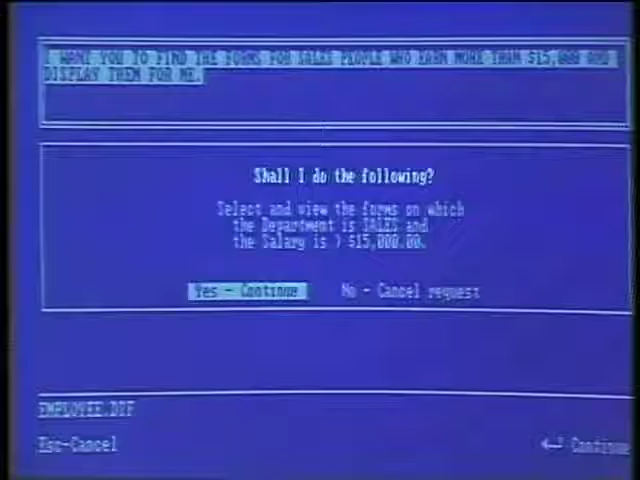 I WANT YOU TO FIND THE FORMS FOR SALES PEOPLE WHO EARN MORE THAN $15,000 AND
DISPLAY THEM FOR ME.
Shall I do the following?
Select and view the forms on which
the Department is SALES and
the Salary is > $15,000.00.
Yes - Continue No - Cancel request
EMPLOYEE.DTF
Esc-Cancel ↵ Continue